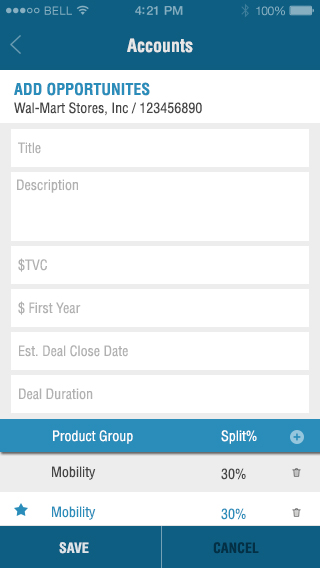 BELL 4:21 PM 100%
Accounts
ADD OPPORTUNITES
Wal-Mart Stores, Inc / 123456890
Title
Description
$TVC
$ First Year
Est. Deal Close Date
Deal Duration
Product Group Split%
Mobility 30%
Mobility 30%
SAVE CANCEL